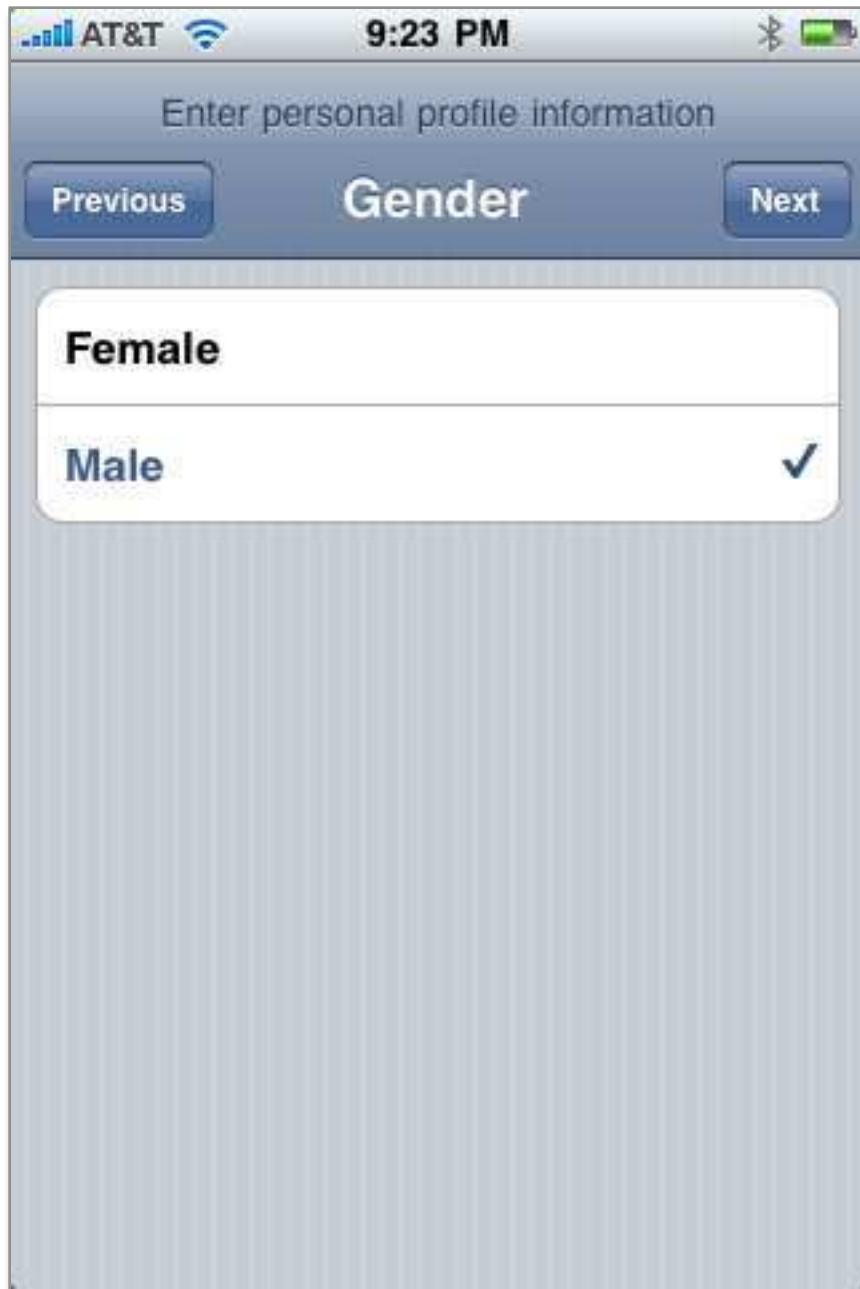 AT&T 9:23 PM
Enter personal profile information
Previous Gender Next
Female
Male